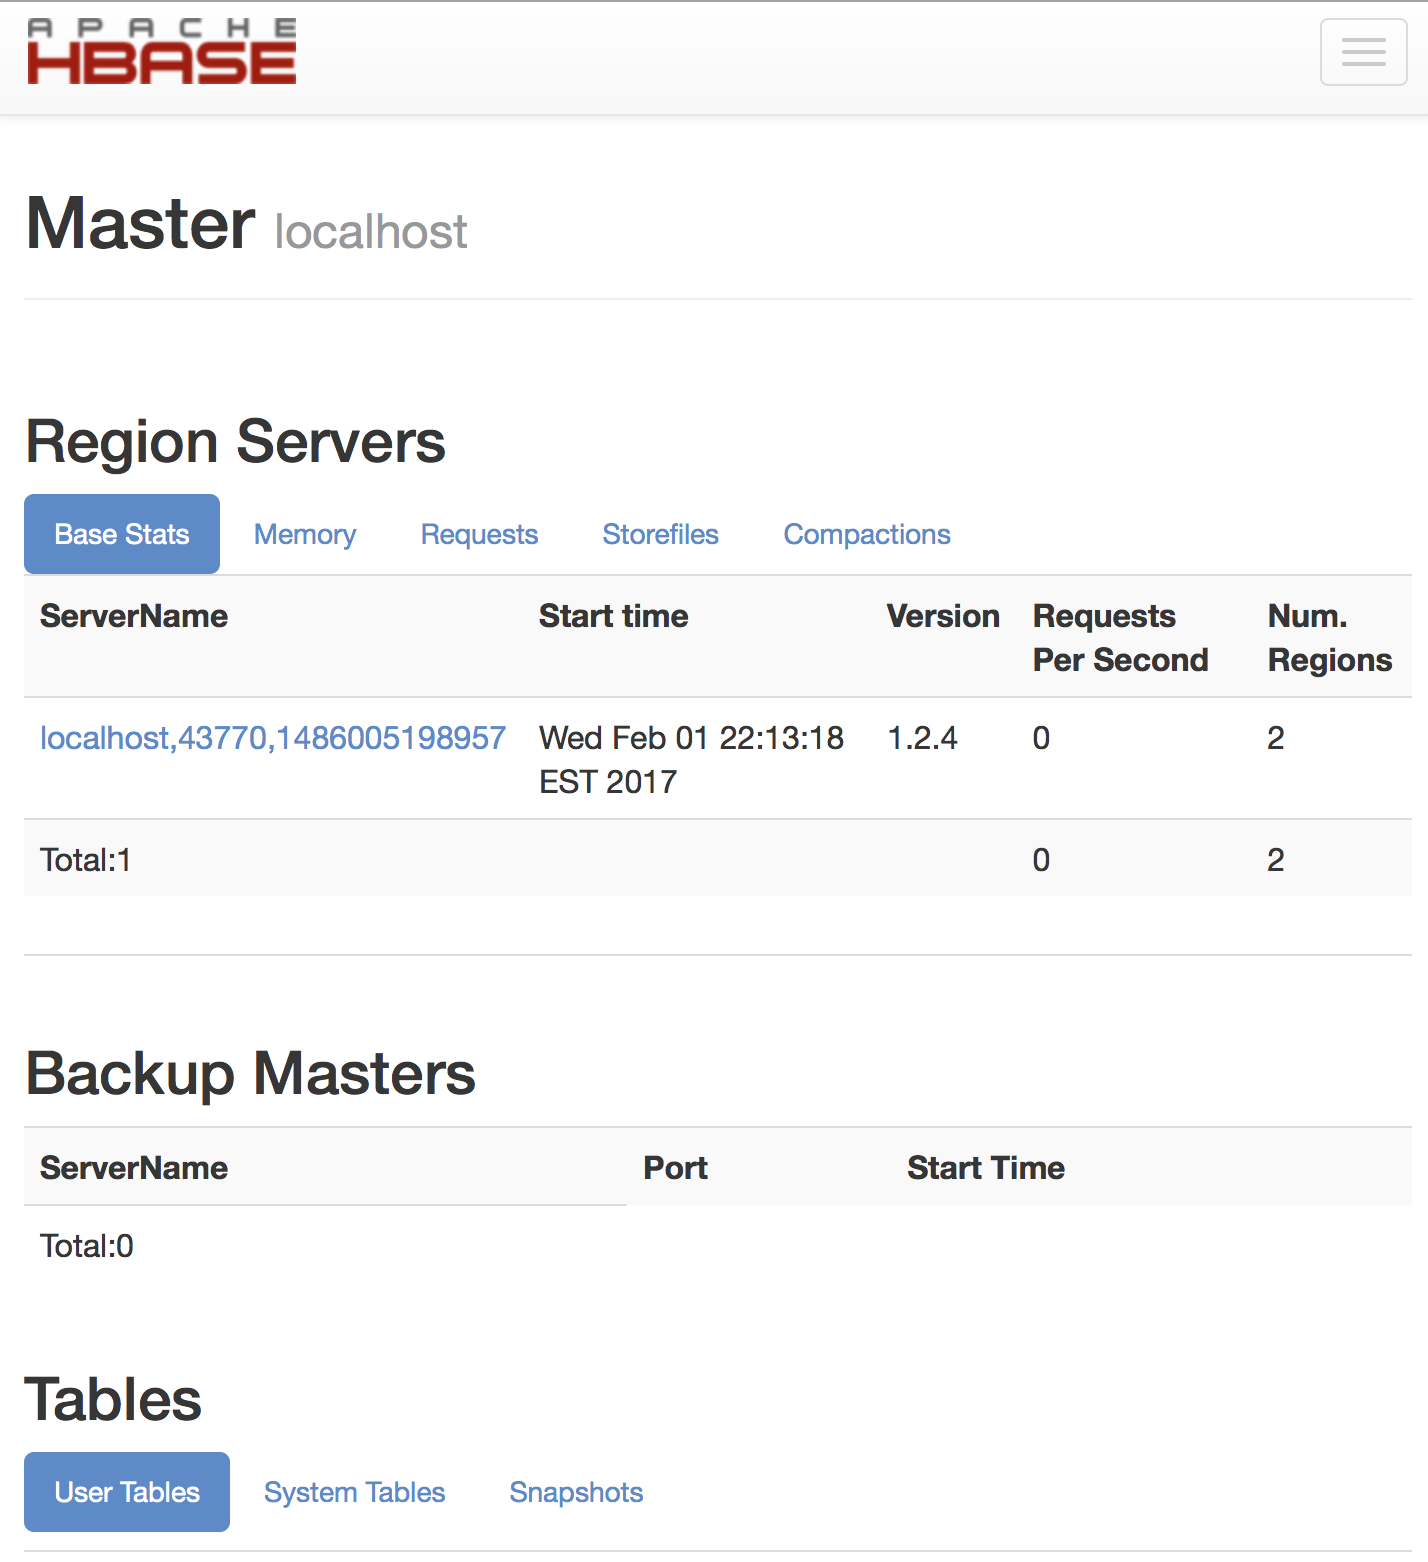 APACHE
HBASE
Master localhost
Region Servers
Base Stats Memory Requests Storefiles Compactions
ServerName Start time Version Requests Per Second Num. Regions
localhost,43770,1486005198957 Wed Feb 01 22:13:18 EST 2017 1.2.4 0 2
Total:1 0 2
Backup Masters
ServerName Port Start Time
Total:0
Tables
User Tables System Tables Snapshots